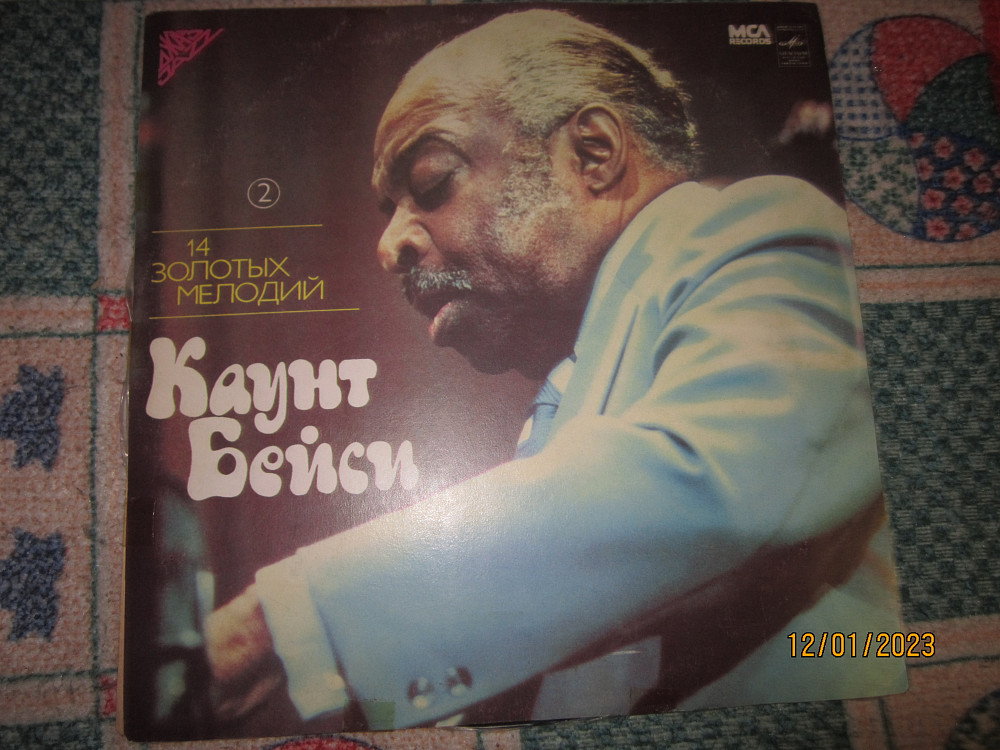 MCA
RECORDS
2
14
ЗОЛОТЫХ
МЕЛОДИЙ
Каунт
Бейси
12/01/2023